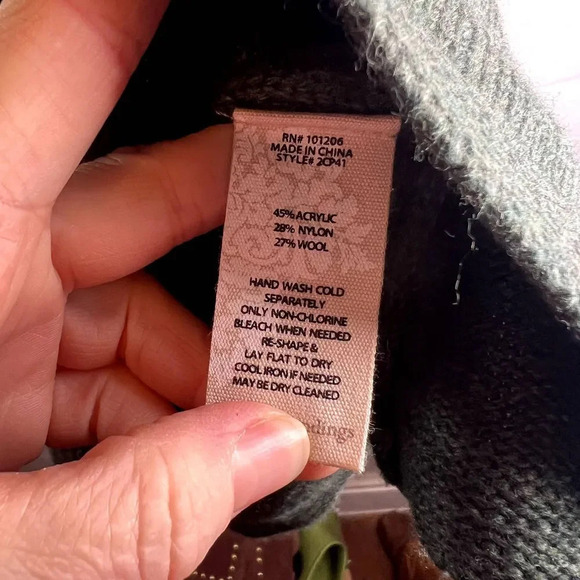 RN# 101206
MADE IN CHINA
STYLE# 2CP41
45% ACRYLIC
28% NYLON
27% WOOL
HAND WASH COLD
SEPARATELY
ONLY NON-CHLORINE
BLEACH WHEN NEEDED
RE-SHAPE &
LAY FLAT TO DRY
COOL IRON IF NEEDED
MAY BE DRY CLEANED